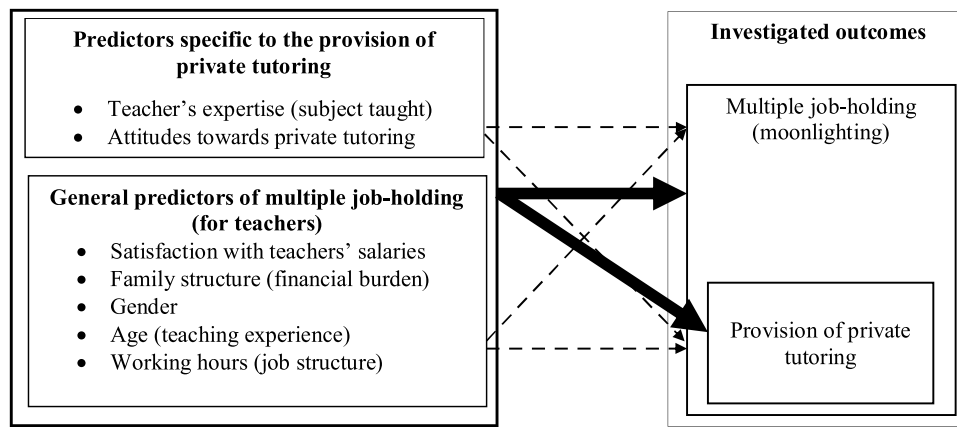 Predictors specific to the provision of
private tutoring
• Teacher’s expertise (subject taught)
• Attitudes towards private tutoring
General predictors of multiple job-holding
(for teachers)
• Satisfaction with teachers’ salaries
• Family structure (financial burden)
• Gender
• Age (teaching experience)
• Working hours (job structure)
Investigated outcomes
Multiple job-holding
(moonlighting)
Provision of private
tutoring